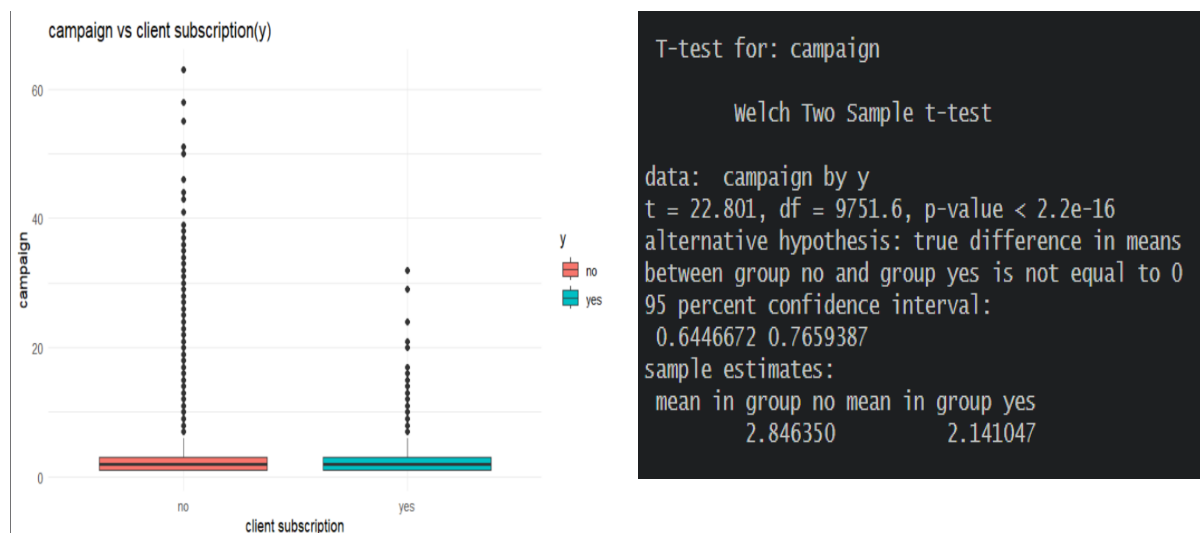 campaign vs client subscription(y)
60
40
20
0
campaign
no
yes
client subscription
y
no
yes
T-test for: campaign
Welch Two Sample t-test
data:  campaign by y
t = 22.801, df = 9751.6, p-value < 2.2e-16
alternative hypothesis: true difference in means
between group no and group yes is not equal to 0
95 percent confidence interval:
0.6446672 0.7659387
sample estimates:
mean in group no mean in group yes
2.846350          2.141047